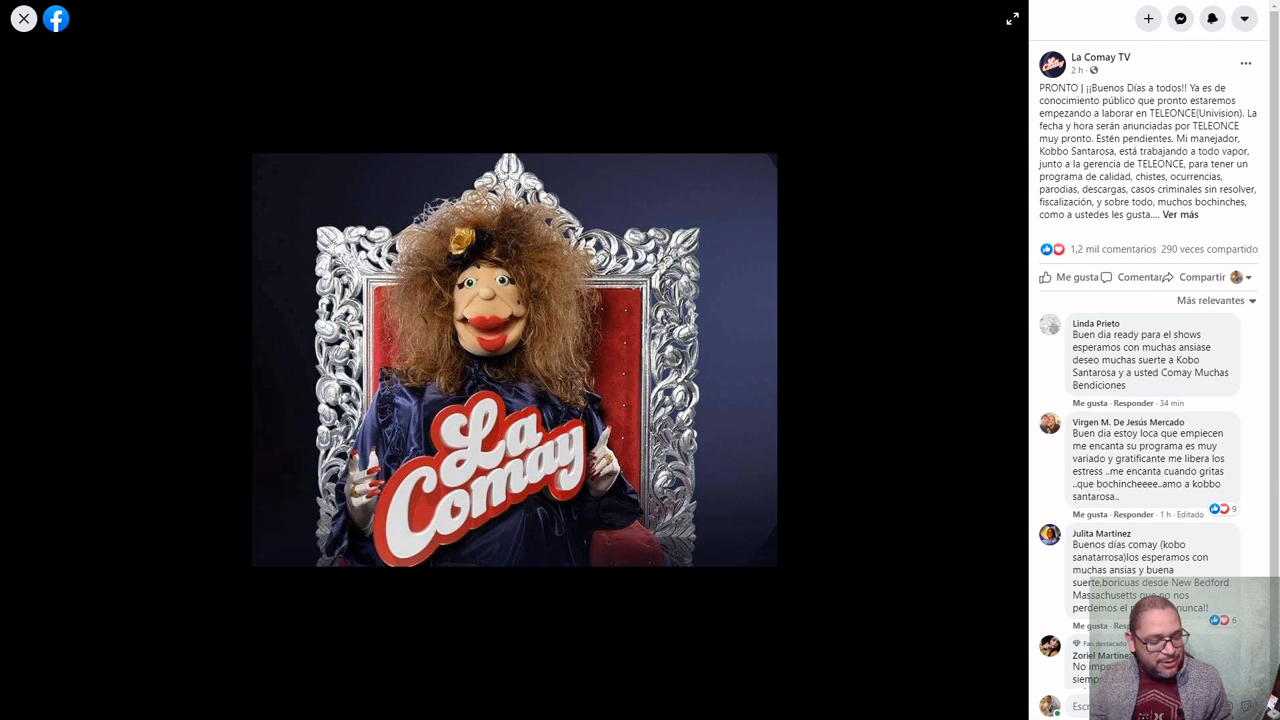 La
Comay
La Comay TV
2 h
PRONTO | ¡¡Buenos Días a todos!! Ya es de
conocimiento público que pronto estaremos
empezando a laborar en TELEONCE(Univision). La
fecha y hora serán anunciadas por TELEONCE
muy pronto. Estén pendientes. Mi manejador,
Kobbo Santarosa, está trabajando a todo vapor,
junto a la gerencia de TELEONCE, para tener un
programa de calidad, chistes, ocurrencias,
parodias, descargas, casos criminales sin resolver,
fiscalización, y sobre todo, muchos bochinches,
como a ustedes les gusta.... Ver más
1,2 mil comentarios 290 veces compartido
Me gusta Comentar Compartir
Más relevantes
Linda Prieto
Buen dia ready para el shows
esperamos con muchas ansiase
deseo muchas suerte a Kobo
Santarosa y a usted Comay Muchas
Bendiciones
Me gusta · Responder · 34 min
Virgen M. De Jesús Mercado
Buen dia estoy loca que empiecen
me encanta su programa es muy
variado y gratificante me libera los
estress ..me encanta cuando gritas
..que bochincheeee..amo a kobbo
santarosa..
Me gusta · Responder · 1 h · Editado 9
Julita Martinez
Buenos días comay (kobo
sanatarrosa)los esperamos con
muchas ansias y buena
suerte,boricuas desde New Bedford
Massachusetts que no nos
perdemos el nunca!!
Me gusta · 6
Fan destacado
Zoriel Martinez